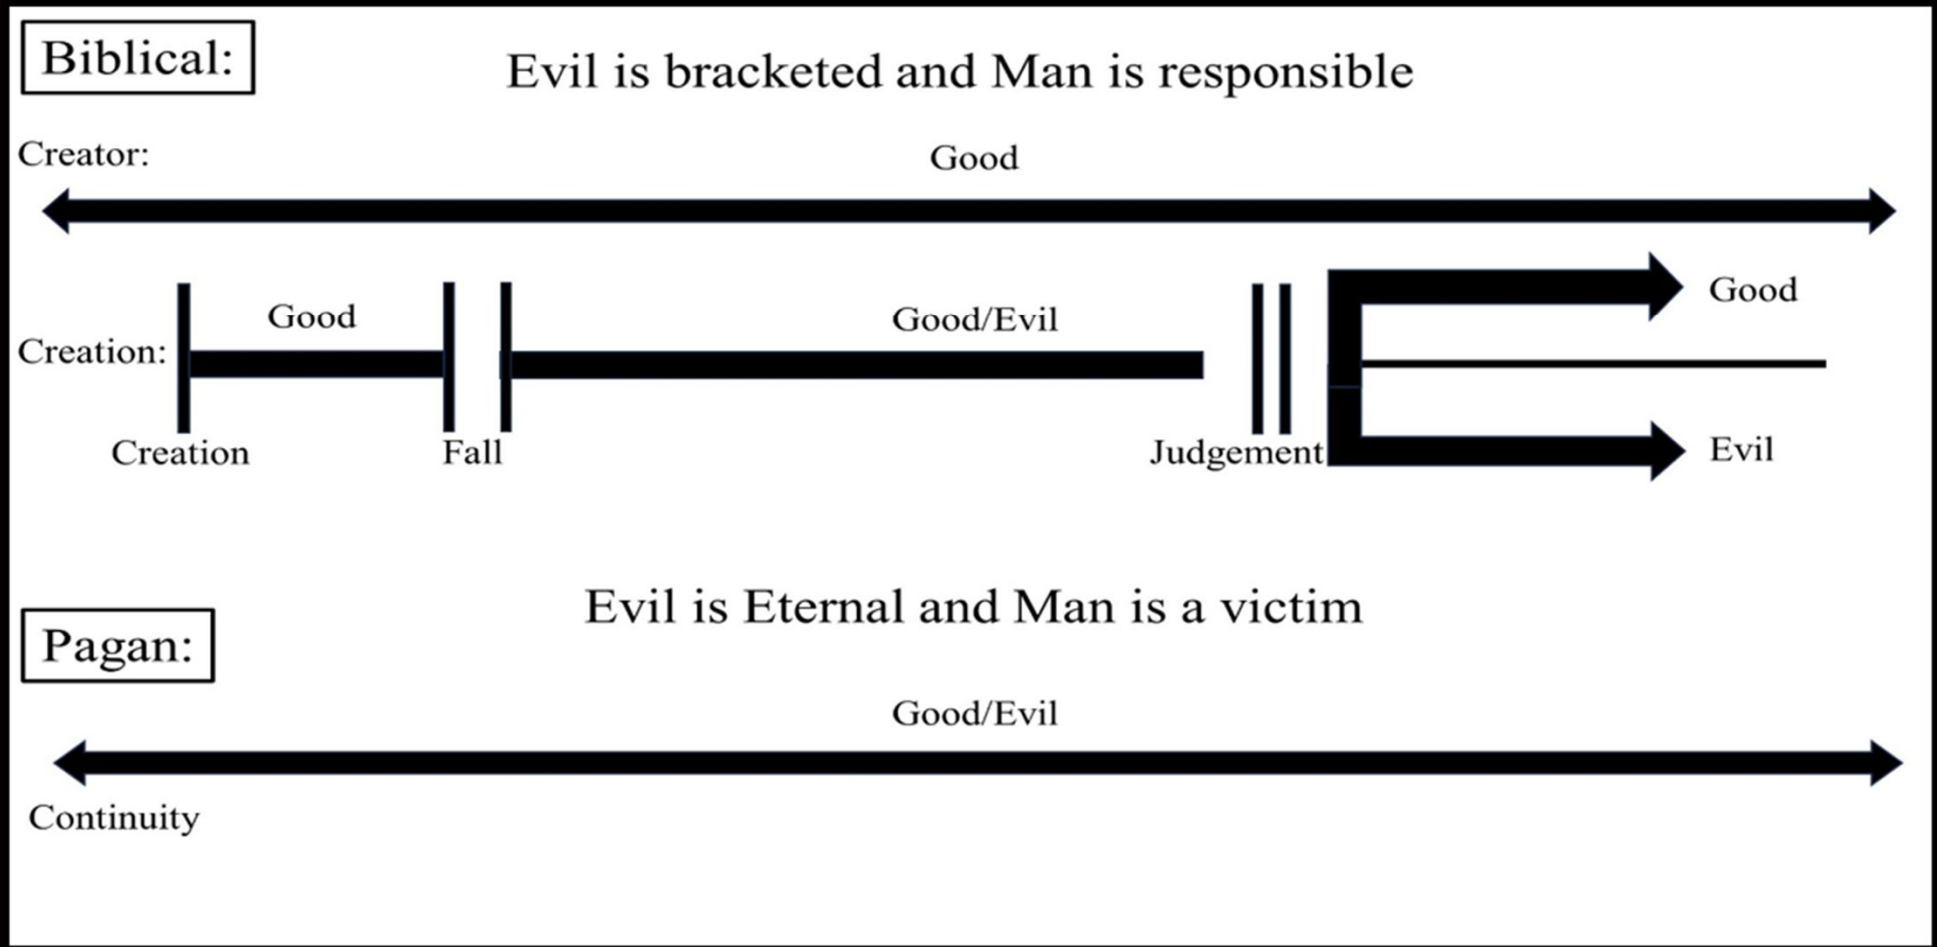 Biblical:
Evil is bracketed and Man is responsible
Creator:
Good
Good
Good/Evil
Good
Creation:
Creation
Fall
Judgement
Evil
Evil is Eternal and Man is a victim
Pagan:
Good/Evil
Continuity